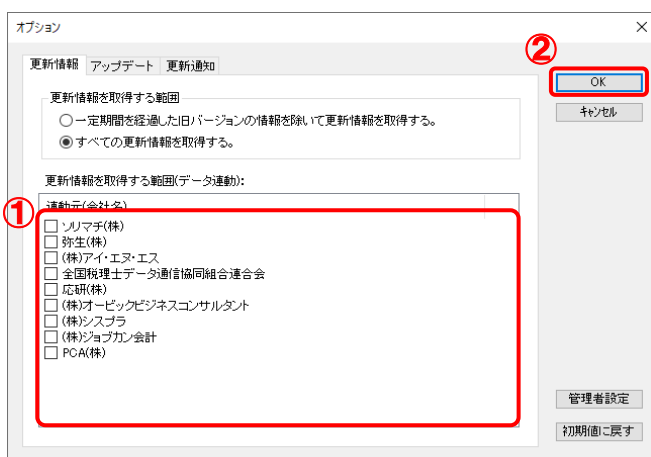 オプション
②
更新情報 アップデート 更新通知
OK
キャンセル
更新情報を取得する範囲
一定期間を経過した旧バージョンの情報を除いて更新情報を取得する。
すべての更新情報を取得する。
更新情報を取得する範囲(データ連動):
①
連動元(会社名)
ソリマチ(株)
弥生(株)
(株)アイ・エヌ・エス
全国税理士データ通信協同組合連合会
応研(株)
(株)オービックビジネスコンサルタント
(株)シスプラ
(株)ジョブカン会計
PCA(株)
管理者設定
初期値に戻す